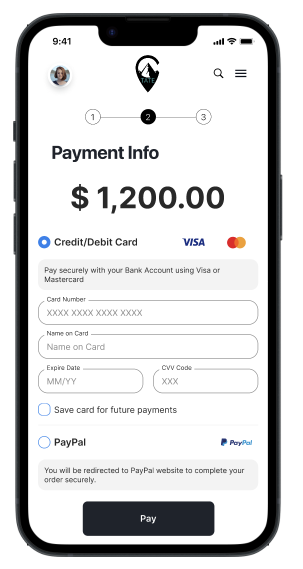 9:41
TATE
1
2
3
Payment Info
$ 1,200.00
Credit/Debit Card
VISA
Pay securely with your Bank Account using Visa or
Mastercard
Card Number
XXXX XXXX XXXX XXXX
Name on Card
Name on Card
Expire Date
CVV Code
MM/YY
XXX
Save card for future payments
PayPal
PayPal
You will be redirected to PayPal website to complete your
order securely.
Pay